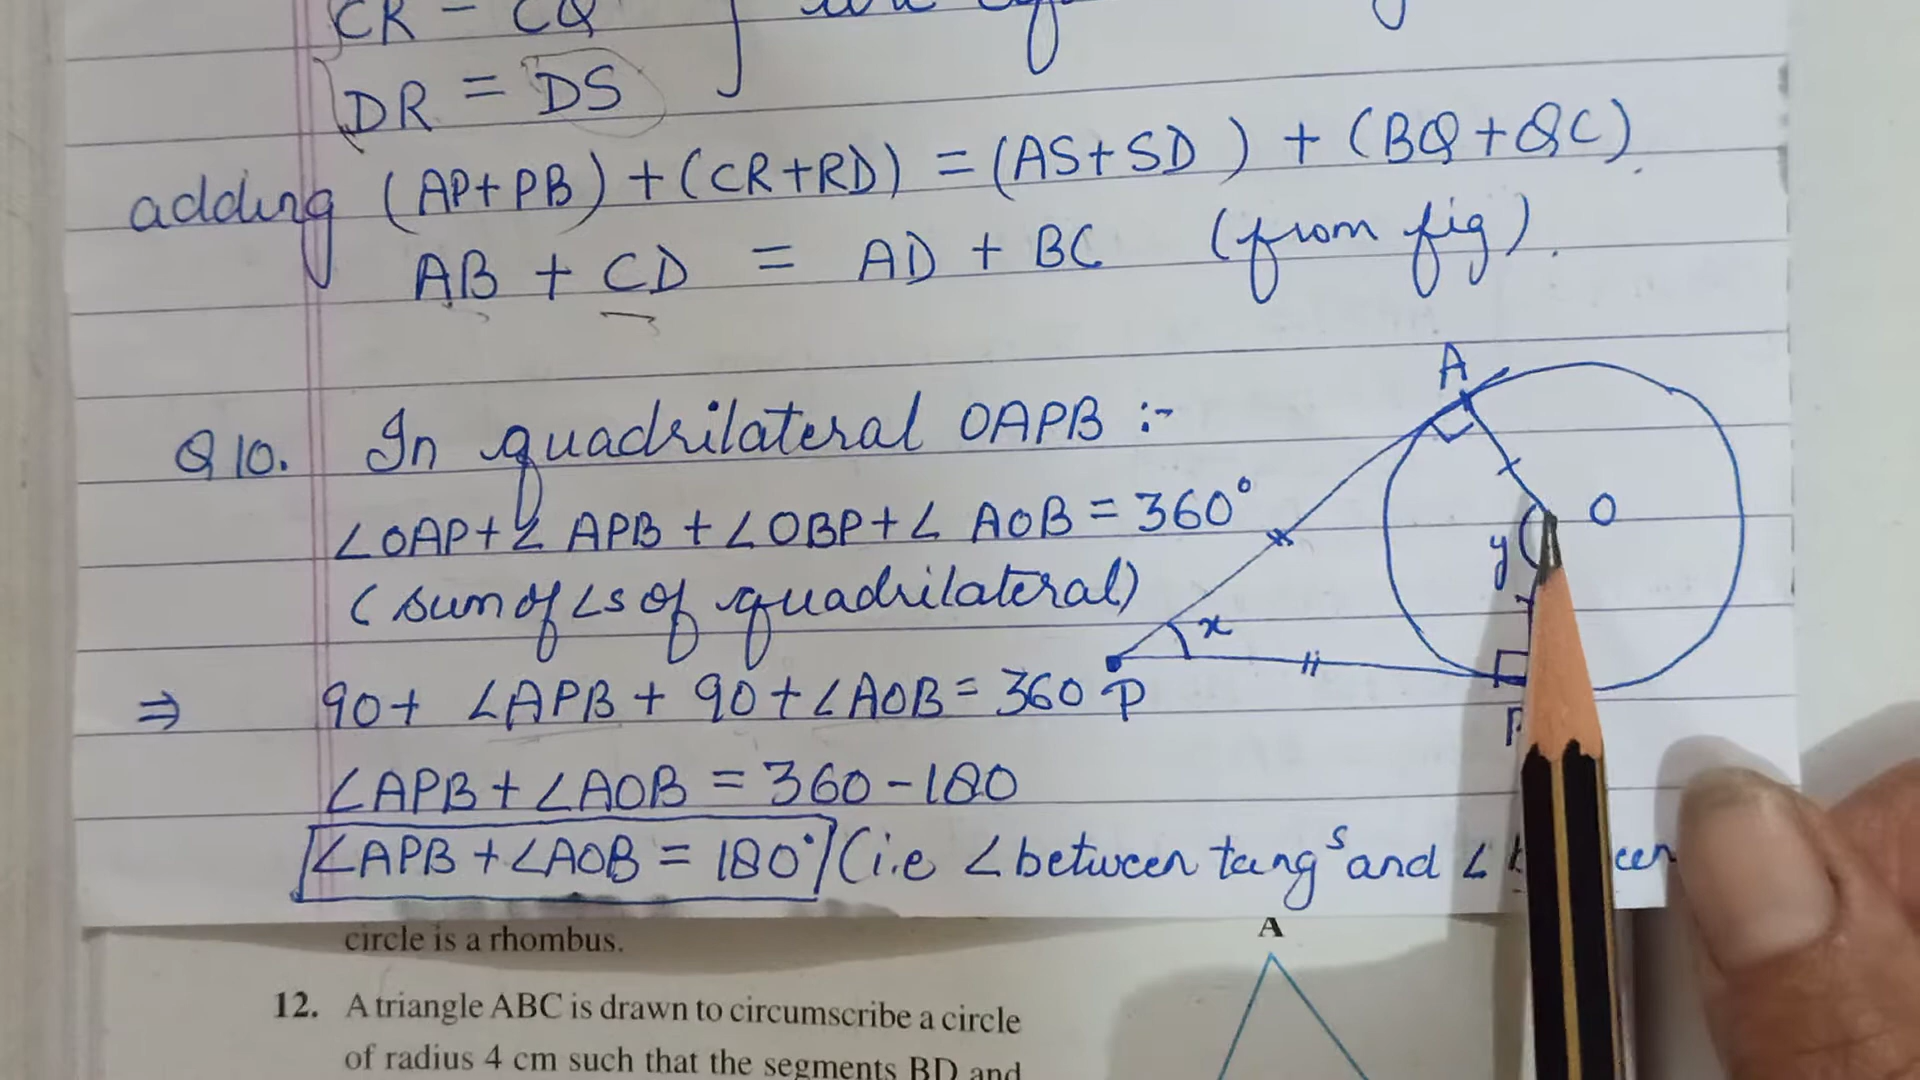 CR = CQ
DR = DS
adding (AP+PB) + (CR+RD) = (AS+SD) + (BQ+QC)
AB + CD = AD + BC (from fig).
Q10. In quadrilateral OAPB :-
∠OAP+∠APB + ∠OBP+∠AOB = 360°
(sum of ∠s of quadrilateral)
⇒ 90+ ∠APB + 90+∠AOB = 360
∠APB + ∠AOB = 360-180
∠APB + ∠AOB = 180° (i.e ∠between tangs and ∠
A
O
y
x
P
circle is a rhombus.
12. A triangle ABC is drawn to circumscribe a circle
of radius 4 cm such that the segments BD and
A